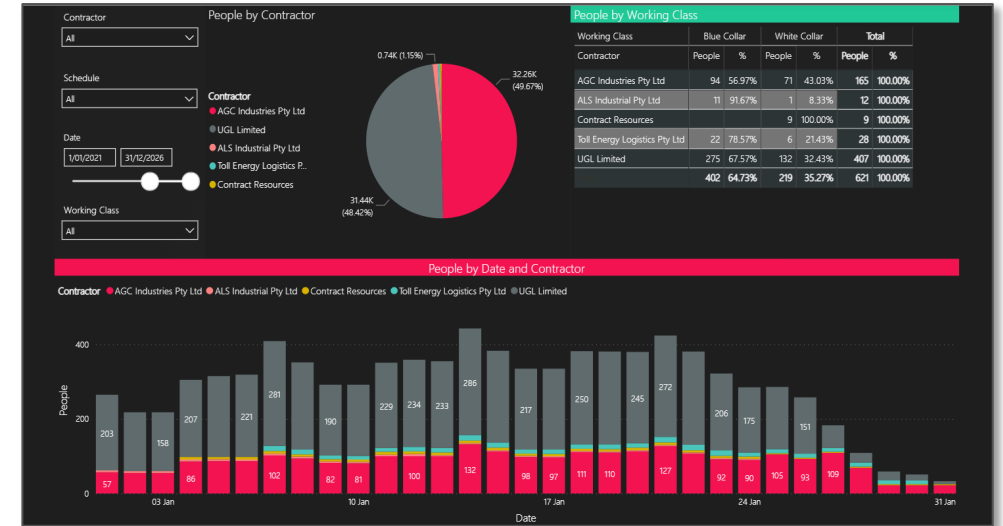 Contractor
All
Schedule
All
Date
1/01/2021 31/12/2026
Working Class
All
People by Contractor
0.74K (1.15%)
32.26K
(49.67%)
31.44K
(48.42%)
Contractor
AGC Industries Pty Ltd
UGL Limited
ALS Industrial Pty Ltd
Toll Energy Logistics P...
Contract Resources
People by Working Class
Working Class Blue Collar White Collar Total
Contractor People % People % People %
AGC Industries Pty Ltd 94 56.97% 71 43.03% 165 100.00%
ALS Industrial Pty Ltd 11 91.67% 1 8.33% 12 100.00%
Contract Resources 9 100.00% 9 100.00%
Toll Energy Logistics Pty Ltd 22 78.57% 6 21.43% 28 100.00%
UGL Limited 275 67.57% 132 32.43% 407 100.00%
402 64.73% 219 35.27% 621 100.00%
People by Date and Contractor
Contractor AGC Industries Pty Ltd ALS Industrial Pty Ltd Contract Resources Toll Energy Logistics Pty Ltd UGL Limited
People
400
200
0
203 158 207 221 281 190 229 234 233 286 217 250 245 272 206 175 151
57 86 102 82 81 100 132 98 97 111 110 127 92 90 105 93 109
03 Jan 10 Jan 17 Jan 24 Jan 31 Jan
Date